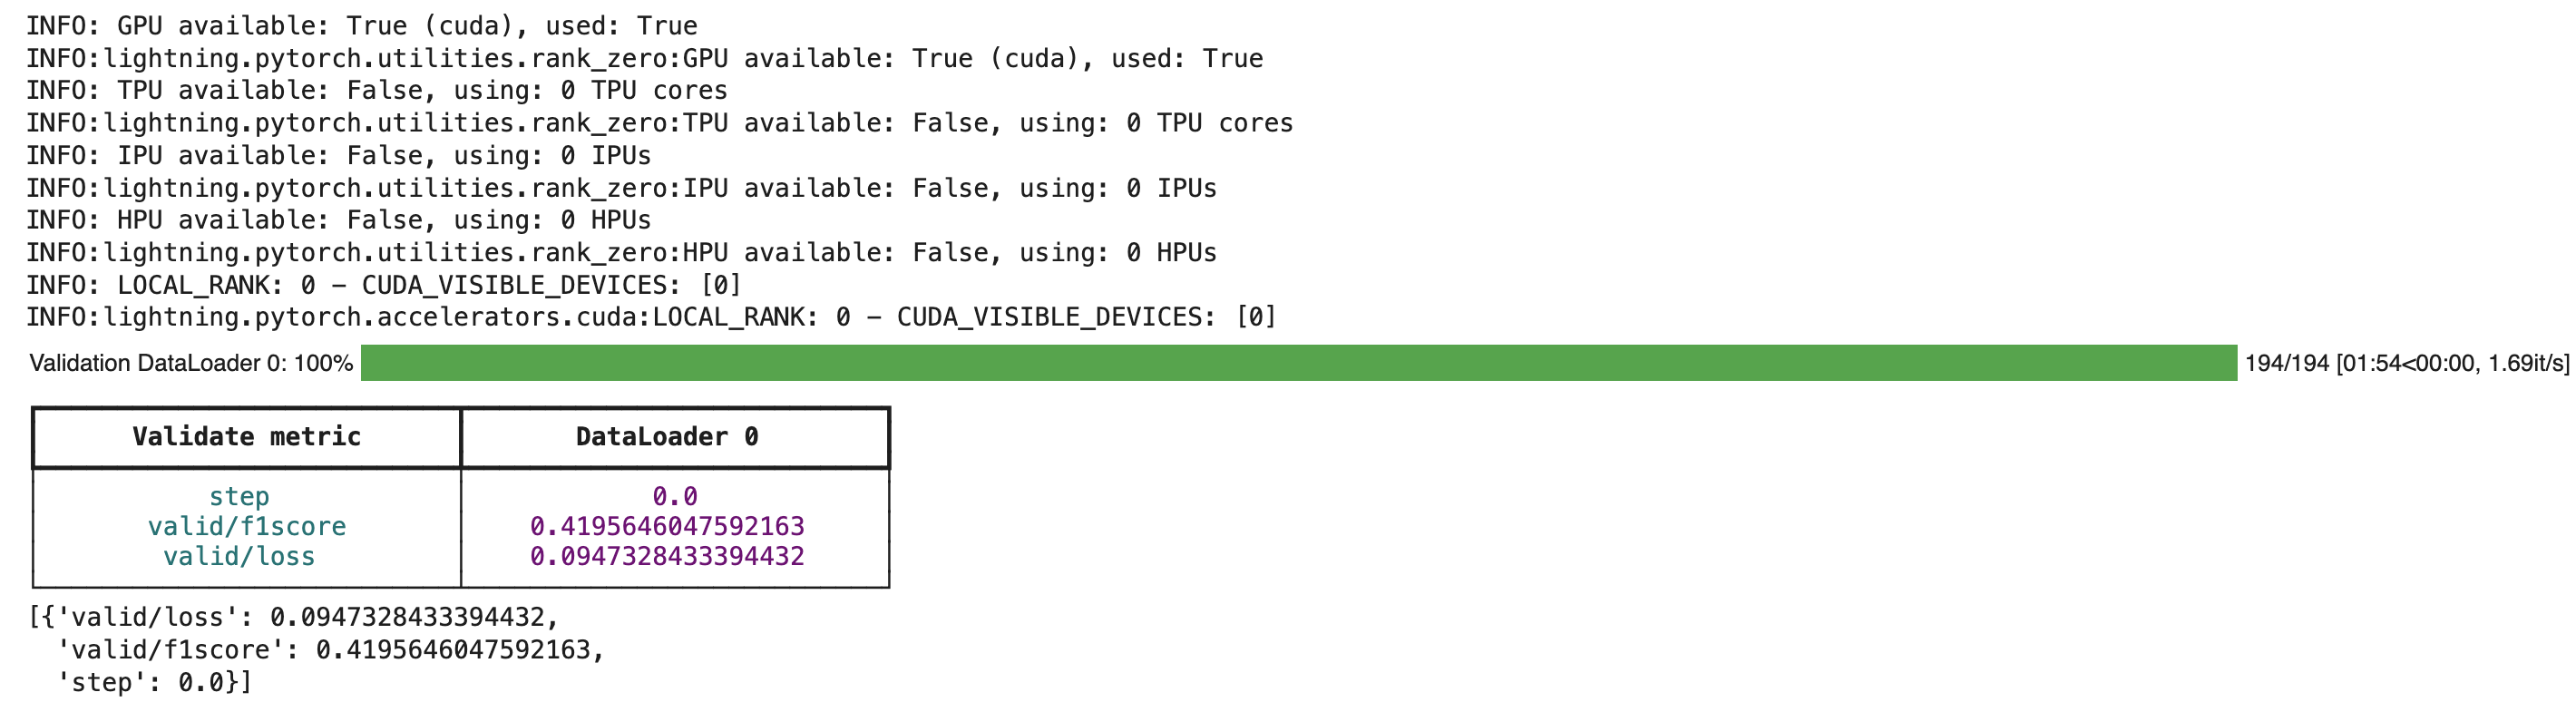 INFO: GPU available: True (cuda), used: True
INFO:lightning.pytorch.utilities.rank_zero:GPU available: True (cuda), used: True
INFO: TPU available: False, using: 0 TPU cores
INFO:lightning.pytorch.utilities.rank_zero:TPU available: False, using: 0 TPU cores
INFO: IPU available: False, using: 0 IPUs
INFO:lightning.pytorch.utilities.rank_zero:IPU available: False, using: 0 IPUs
INFO: HPU available: False, using: 0 HPUs
INFO:lightning.pytorch.utilities.rank_zero:HPU available: False, using: 0 HPUs
INFO: LOCAL_RANK: 0 - CUDA_VISIBLE_DEVICES: [0]
INFO:lightning.pytorch.accelerators.cuda:LOCAL_RANK: 0 - CUDA_VISIBLE_DEVICES: [0]
Validation DataLoader 0: 100% 194/194 [01:54<00:00, 1.69it/s]
Validate metric DataLoader 0
step 0.0
valid/f1score 0.4195646047592163
valid/loss 0.0947328433394432
[{'valid/loss': 0.0947328433394432,
'valid/f1score': 0.4195646047592163,
'step': 0.0}]